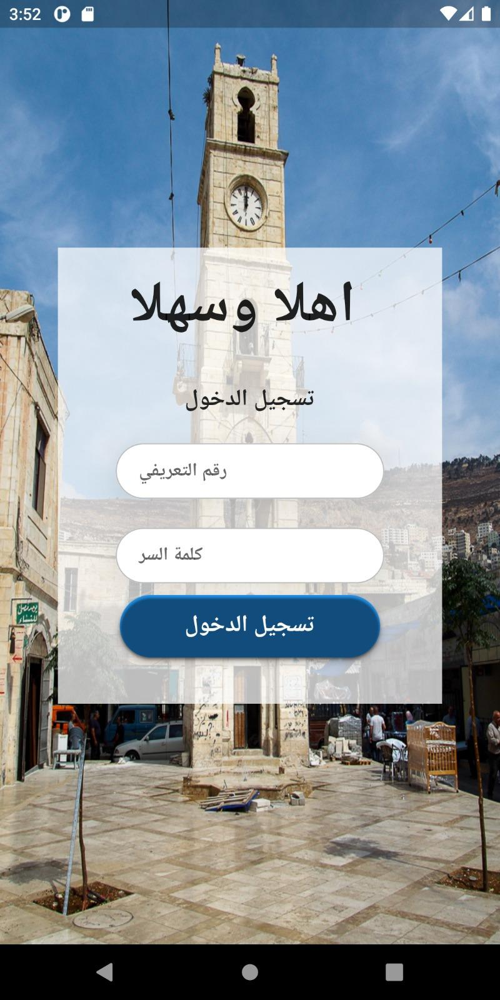 3:52
اهلا وسهلا
تسجيل الدخول
رقم التعريفي
كلمة السر
تسجيل الدخول